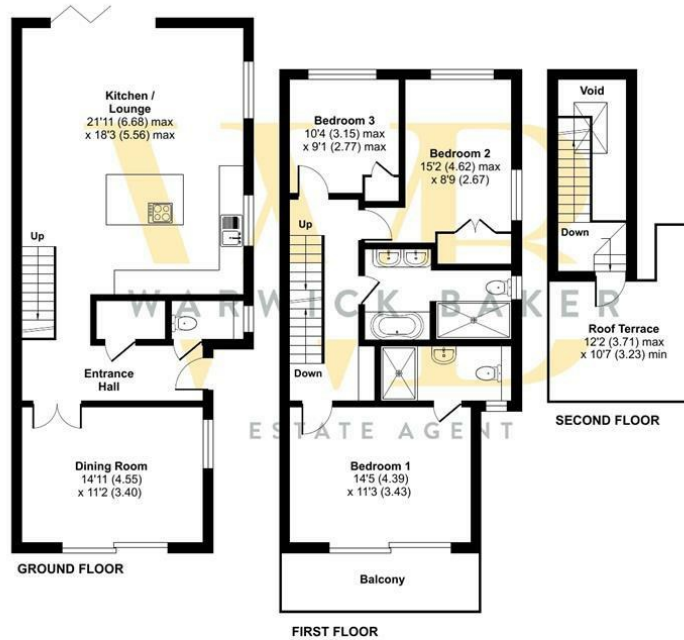 Kitchen /
Lounge
21'11 (6.68) max
x 18'3 (5.56) max
Up
Entrance
Hall
Dining Room
14'11 (4.55)
x 11'2 (3.40)
GROUND FLOOR
Bedroom 3
10'4 (3.15) max
x 9'1 (2.77) max
Bedroom 2
15'2 (4.62) max
x 8'9 (2.67)
Up
Down
Bedroom 1
14'5 (4.39)
x 11'3 (3.43)
Balcony
FIRST FLOOR
Void
Down
Roof Terrace
12'2 (3.71) max
x 10'7 (3.23) min
SECOND FLOOR
WB
WARWICK BAKER
ESTATE AGENT